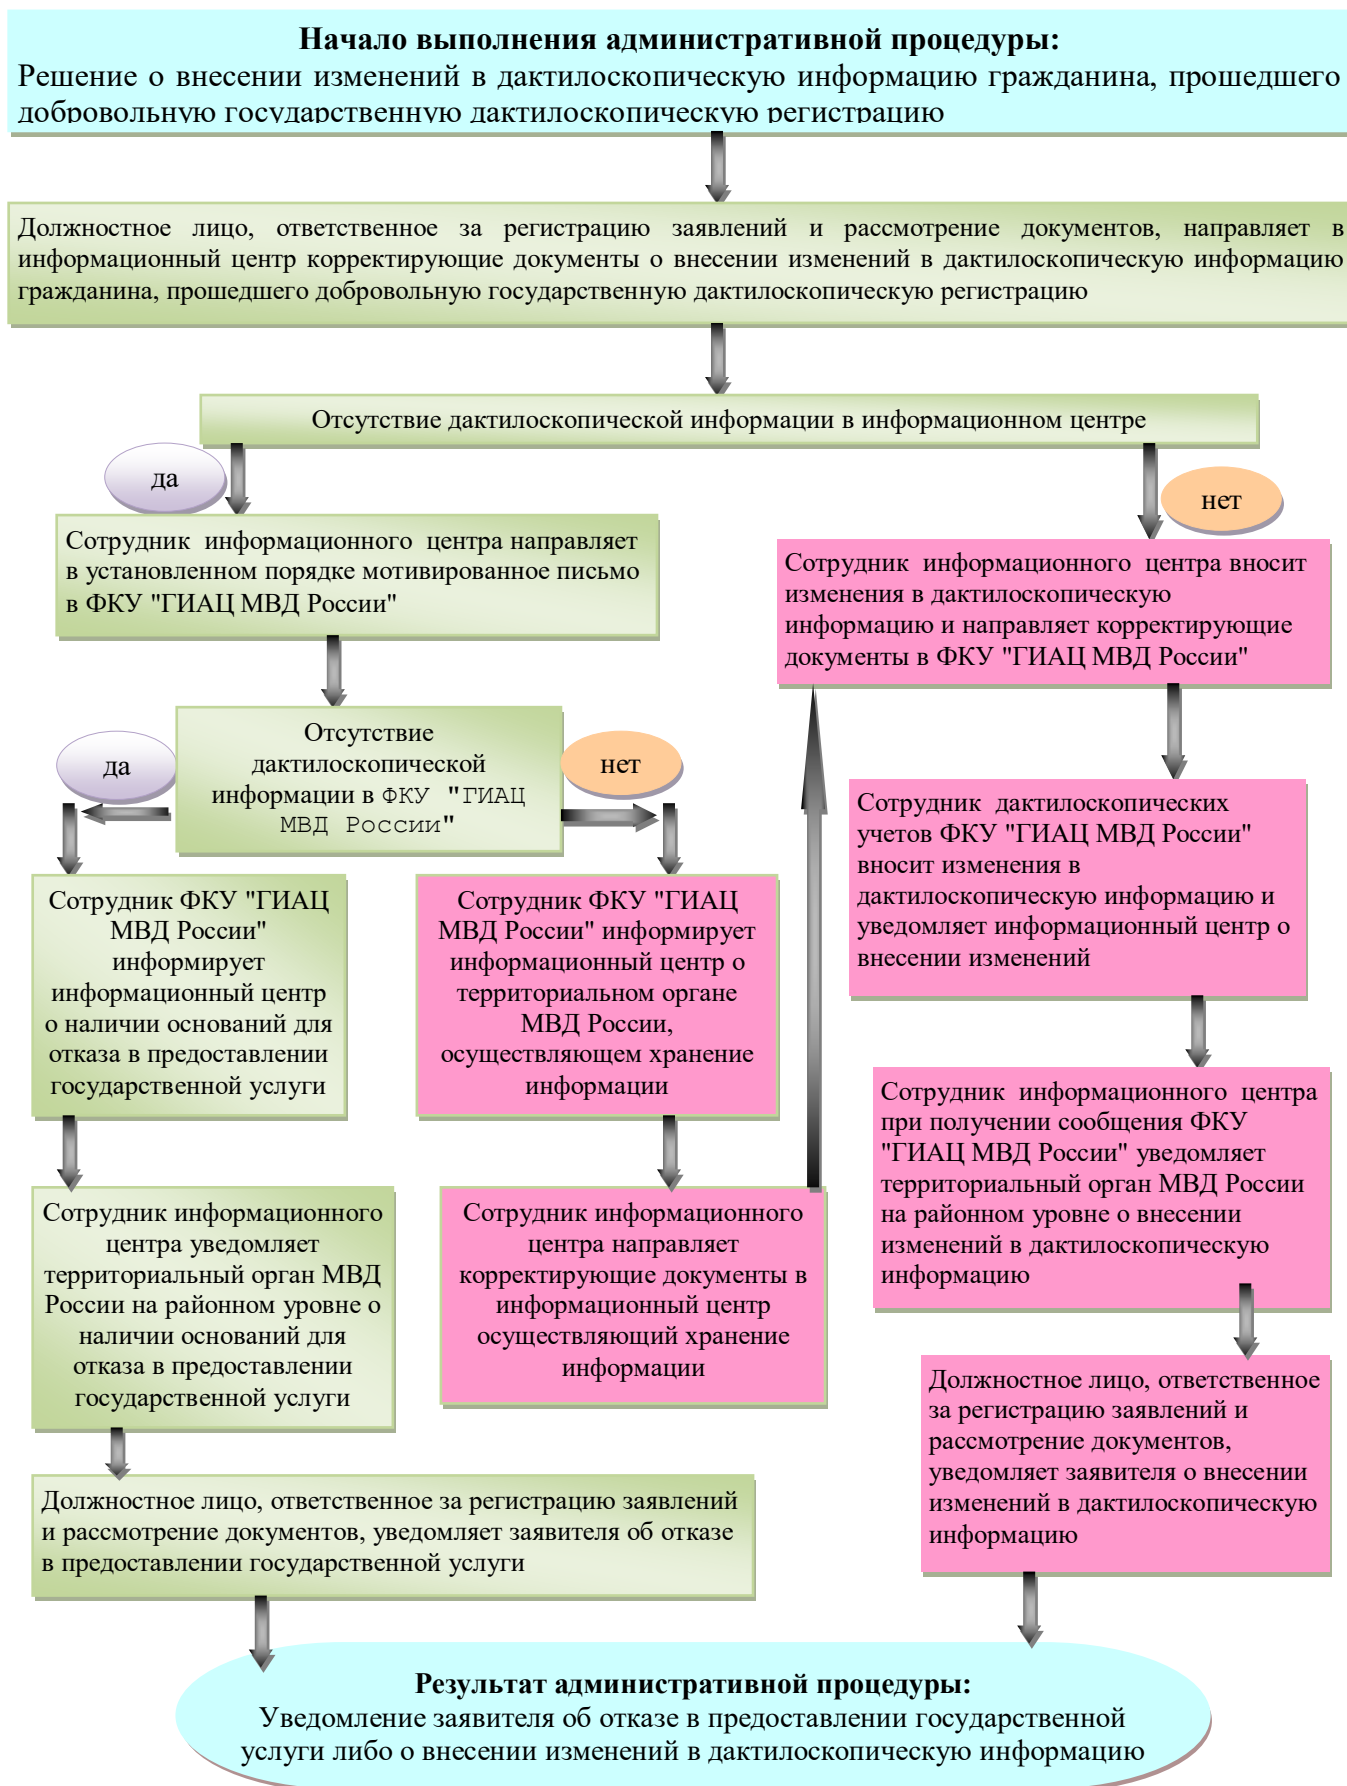 Начало выполнения административной процедуры:
Решение о внесении изменений в дактилоскопическую информацию гражданина, прошедшего
добровольную государственную дактилоскопическую регистрацию
Должностное лицо, ответственное за регистрацию заявлений и рассмотрение документов, направляет в
информационный центр корректирующие документы о внесении изменений в дактилоскопическую информацию
гражданина, прошедшего добровольную государственную дактилоскопическую регистрацию
Отсутствие дактилоскопической информации в информационном центре
да
нет
Сотрудник информационного центра направляет
в установленном порядке мотивированное письмо
в ФКУ "ГИАЦ МВД России"
Сотрудник информационного центра вносит
изменения в дактилоскопическую
информацию и направляет корректирующие
документы в ФКУ "ГИАЦ МВД России"
Отсутствие
дактилоскопической
информации в ФКУ "ГИАЦ
МВД России"
да
нет
Сотрудник дактилоскопических
учетов ФКУ "ГИАЦ МВД России"
вносит изменения в
дактилоскопическую информацию и
уведомляет информационный центр о
внесении изменений
Сотрудник ФКУ "ГИАЦ
МВД России"
информирует
информационный центр
о наличии оснований для
отказа в предоставлении
государственной услуги
Сотрудник ФКУ "ГИАЦ
МВД России" информирует
информационный центр о
территориальном органе
МВД России,
осуществляющем хранение
информации
Сотрудник информационного центра
при получении сообщения ФКУ
"ГИАЦ МВД России" уведомляет
территориальный орган МВД России
на районном уровне о внесении
изменений в дактилоскопическую
информацию
Сотрудник информационного
центра уведомляет
территориальный орган МВД
России на районном уровне о
наличии оснований для
отказа в предоставлении
государственной услуги
Сотрудник информационного
центра направляет
корректирующие документы в
информационный центр
осуществляющий хранение
информации
Должностное лицо, ответственное
за регистрацию заявлений и
рассмотрение документов,
уведомляет заявителя о внесении
изменений в дактилоскопическую
информацию
Должностное лицо, ответственное за регистрацию заявлений
и рассмотрение документов, уведомляет заявителя об отказе
в предоставлении государственной услуги
Результат административной процедуры:
Уведомление заявителя об отказе в предоставлении государственной
услуги либо о внесении изменений в дактилоскопическую информацию